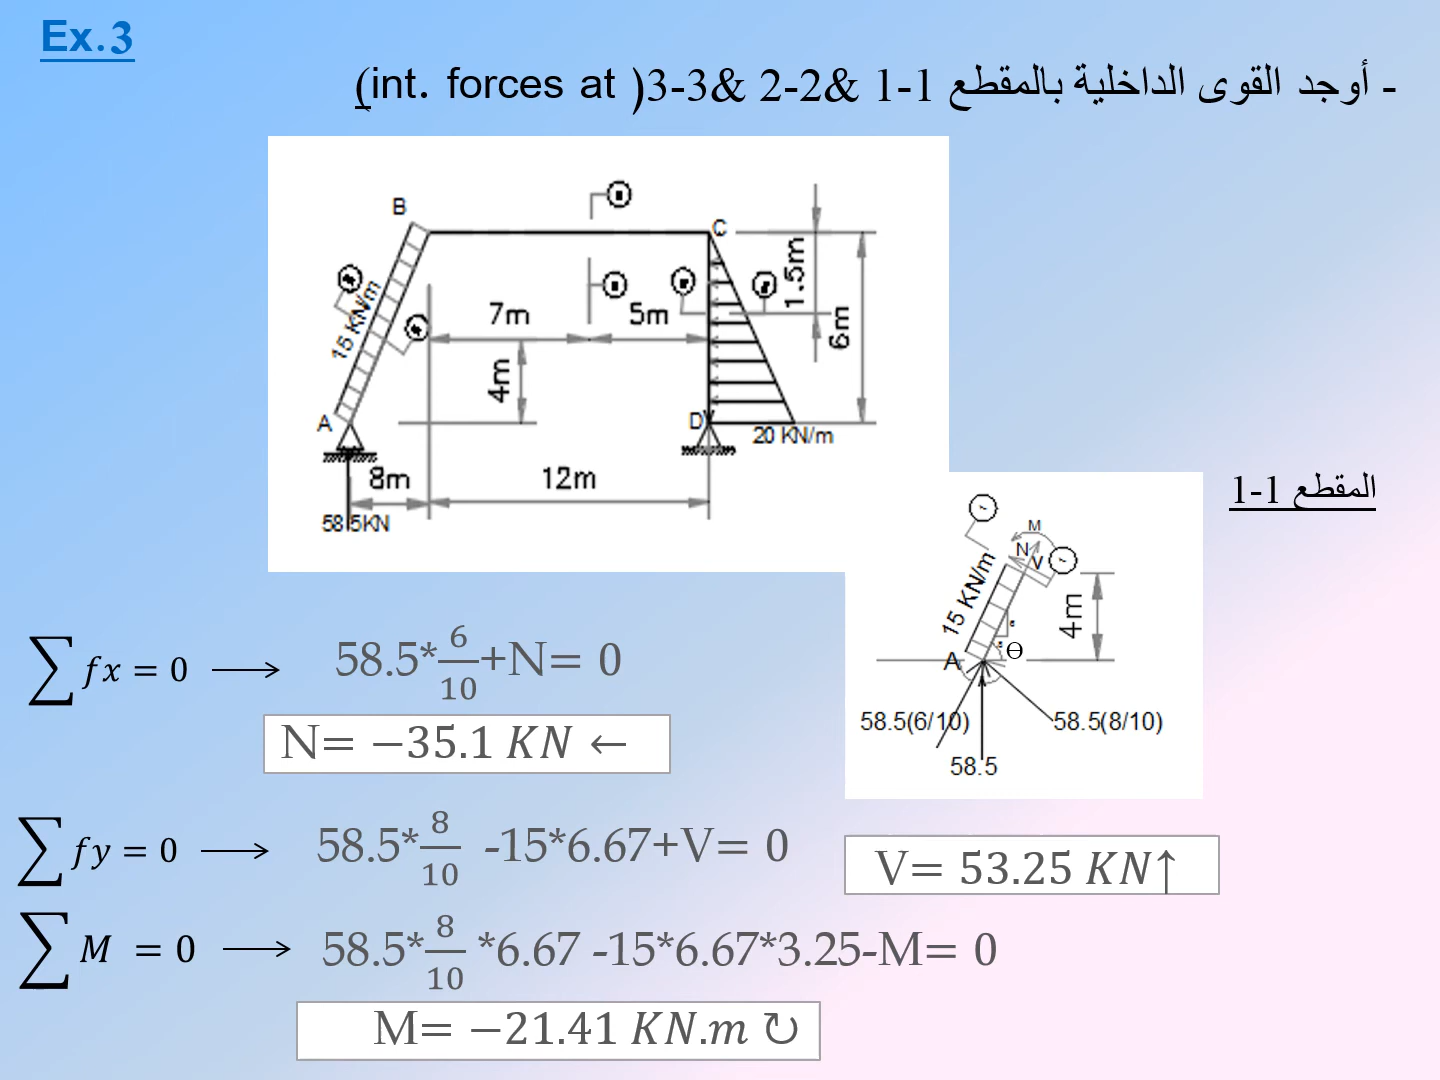 Ex.3
- أوجد القوى الداخلية بالمقطع 1-1 &2-2 &3-3( int. forces at)
B
C
15 KN/m
7m
5m
1.5m
6m
4m
A
D
20 KN/m
8m
12m
58.5KN
المقطع 1-1
M
N
V
15 KN/m
4m
A
Θ
58.5(6/10)
58.5(8/10)
58.5
∑ fx = 0 ⟶ 58.5*6/10+N= 0
N= −35.1 KN ←
∑ fy = 0 ⟶ 58.5*8/10 -15*6.67+V= 0
V= 53.25 KN↑
∑ M = 0 ⟶ 58.5*8/10 *6.67 -15*6.67*3.25-M= 0
M= −21.41 KN.m ↻